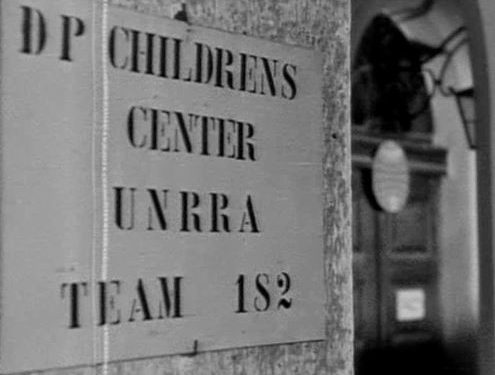 DP CHILDRENS
CENTER
UNRRA
TEAM 182